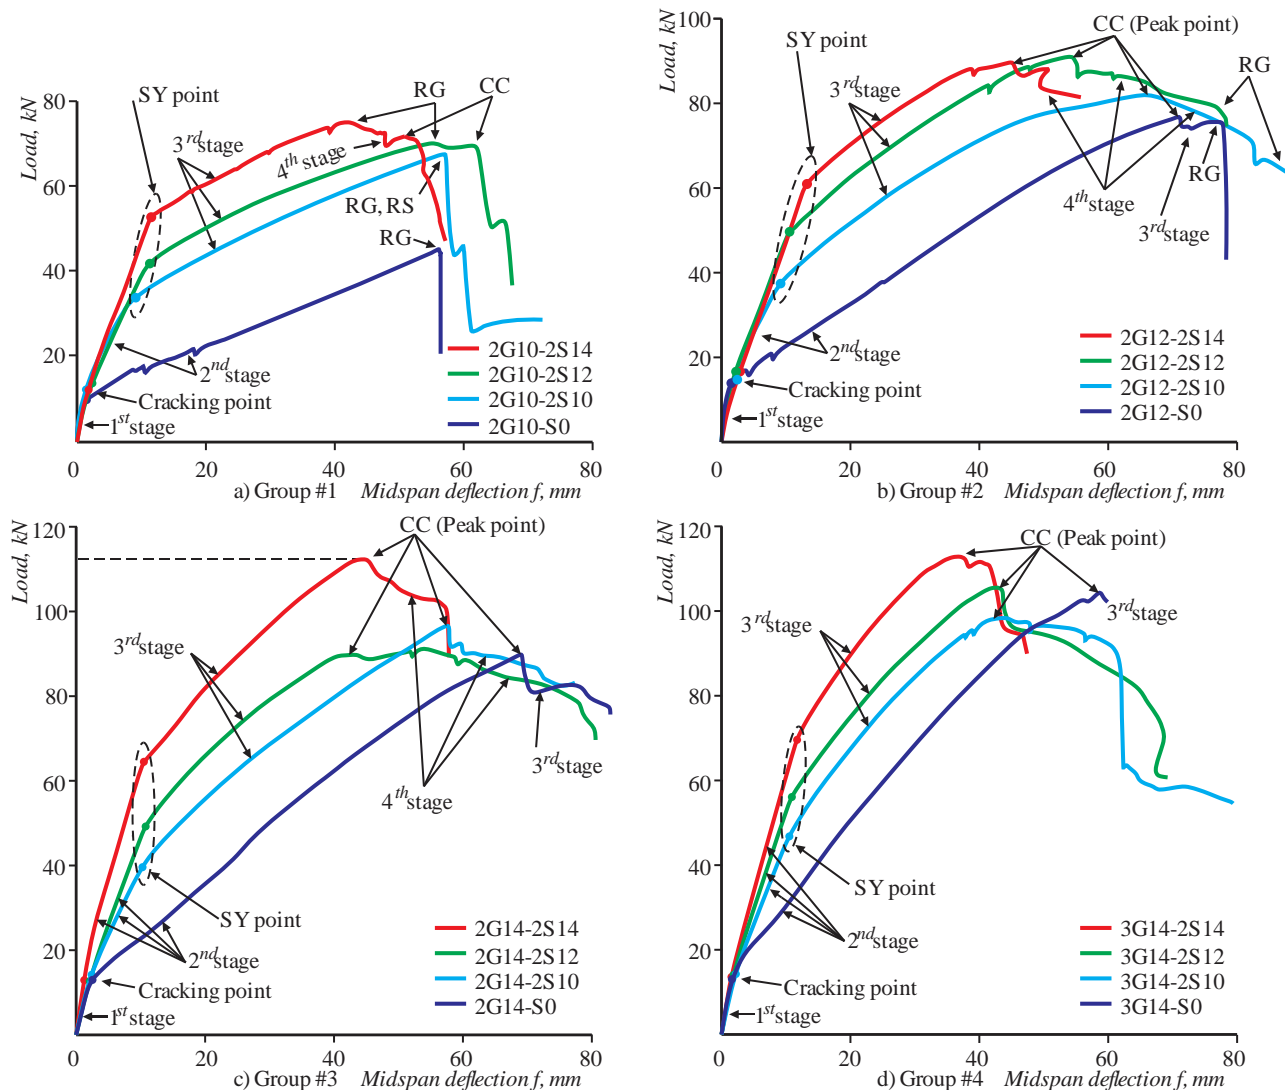 Load, kN
80
60
40
20
0
SY point
RG
CC
3rd stage
4th stage
RG, RS
RG
2nd stage
Cracking point
1st stage
2G10-2S14
2G10-2S12
2G10-2S10
2G10-S0
0 20 40 60 80
a) Group #1 Midspan deflection f, mm
Load, kN
100
80
60
40
20
0
CC (Peak point)
SY point
RG
3rd stage
4th stage
RG
3rd stage
2nd stage
Cracking point
1st stage
2G12-2S14
2G12-2S12
2G12-2S10
2G12-S0
0 20 40 60 80
b) Group #2 Midspan deflection f, mm
Load, kN
120
100
80
60
40
20
0
CC (Peak point)
3rd stage
3rd stage
4th stage
SY point
2nd stage
Cracking point
1st stage
2G14-2S14
2G14-2S12
2G14-2S10
2G14-S0
0 20 40 60 80
c) Group #3 Midspan deflection f, mm
Load, kN
120
100
80
60
40
20
0
CC (Peak point)
3rd stage
3rd stage
SY point
2nd stage
Cracking point
1st stage
3G14-2S14
3G14-2S12
3G14-2S10
3G14-S0
0 20 40 60 80
d) Group #4 Midspan deflection f, mm